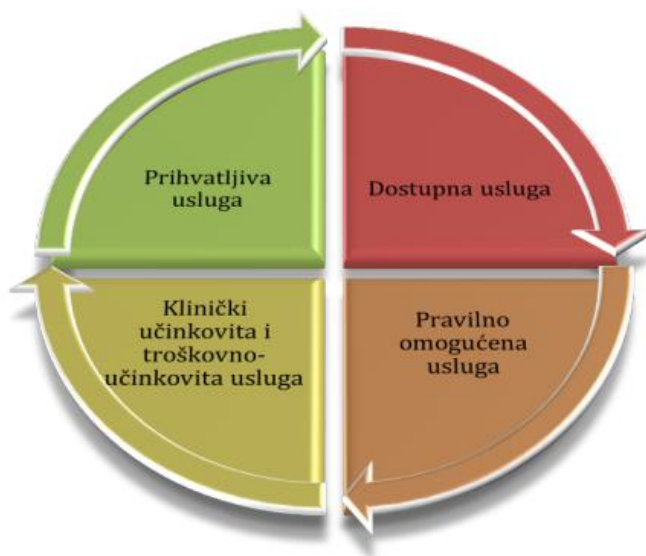 Prihvatljiva
usluga
Dostupna usluga
Klinički
učinkovita i
troškovno-
učinkovita usluga
Pravilno
omogućena
usluga